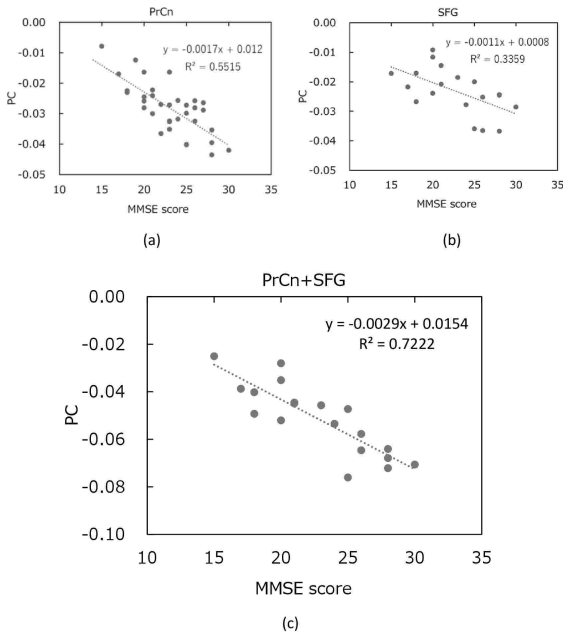 PrCn
y = -0.0017x + 0.012
R² = 0.5515
0.00
-0.01
-0.02
-0.03
-0.04
-0.05
PC
10 15 20 25 30 35
MMSE score
(a)
SFG
y = -0.0011x + 0.0008
R² = 0.3359
0.00
-0.01
-0.02
-0.03
-0.04
-0.05
PC
10 15 20 25 30 35
MMSE score
(b)
PrCn+SFG
y = -0.0029x + 0.0154
R² = 0.7222
0.00
-0.02
-0.04
-0.06
-0.08
-0.10
PC
10 15 20 25 30 35
MMSE score
(c)